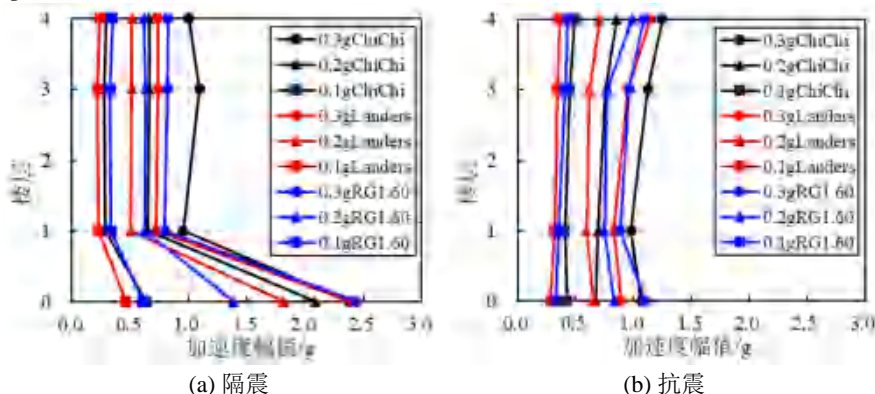 4
3
4
1
0
楼层
0.0 0.5 1.0 1.5 2.0 2.5 3.0
加速度幅值/g
0.3gChiChi
0.2gChiChi
0.1gChiChi
0.3gLanders
0.2gLanders
0.1gLanders
0.3gRG1.60
0.2gRG1.60
0.1gRG1.60
(a) 隔震
4
3
4
1
0
楼层
0.0 0.5 1.0 1.5 2.0 2.5 3.0
加速度幅值/g
0.3gChiChi
0.2gChiChi
0.1gChiChi
0.3gLanders
0.2gLanders
0.1gLanders
0.3gRG1.60
0.2gRG1.60
0.1gRG1.60
(b) 抗震